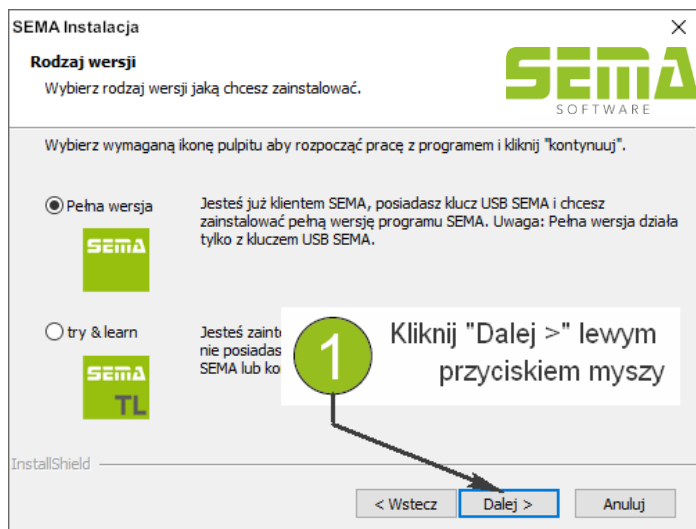 SEMA Instalacja
Rodzaj wersji
Wybierz rodzaj wersji jaką chcesz zainstalować.
SEMA
SOFTWARE
Wybierz wymaganą ikonę pulpitu aby rozpocząć pracę z programem i kliknij "kontynuuj".
Pełna wersja
SEMA
Jesteś już klientem SEMA, posiadasz klucz USB SEMA i chcesz
zainstalować pełną wersję programu SEMA. Uwaga: Pełna wersja działa
tylko z kluczem USB SEMA.
try & learn
SEMA
TL
Jesteś
nie posiadas
SEMA lub
1
Kliknij "Dalej >" lewym
przyciskiem myszy
InstallShield
< Wstecz
Dalej >
Anuluj